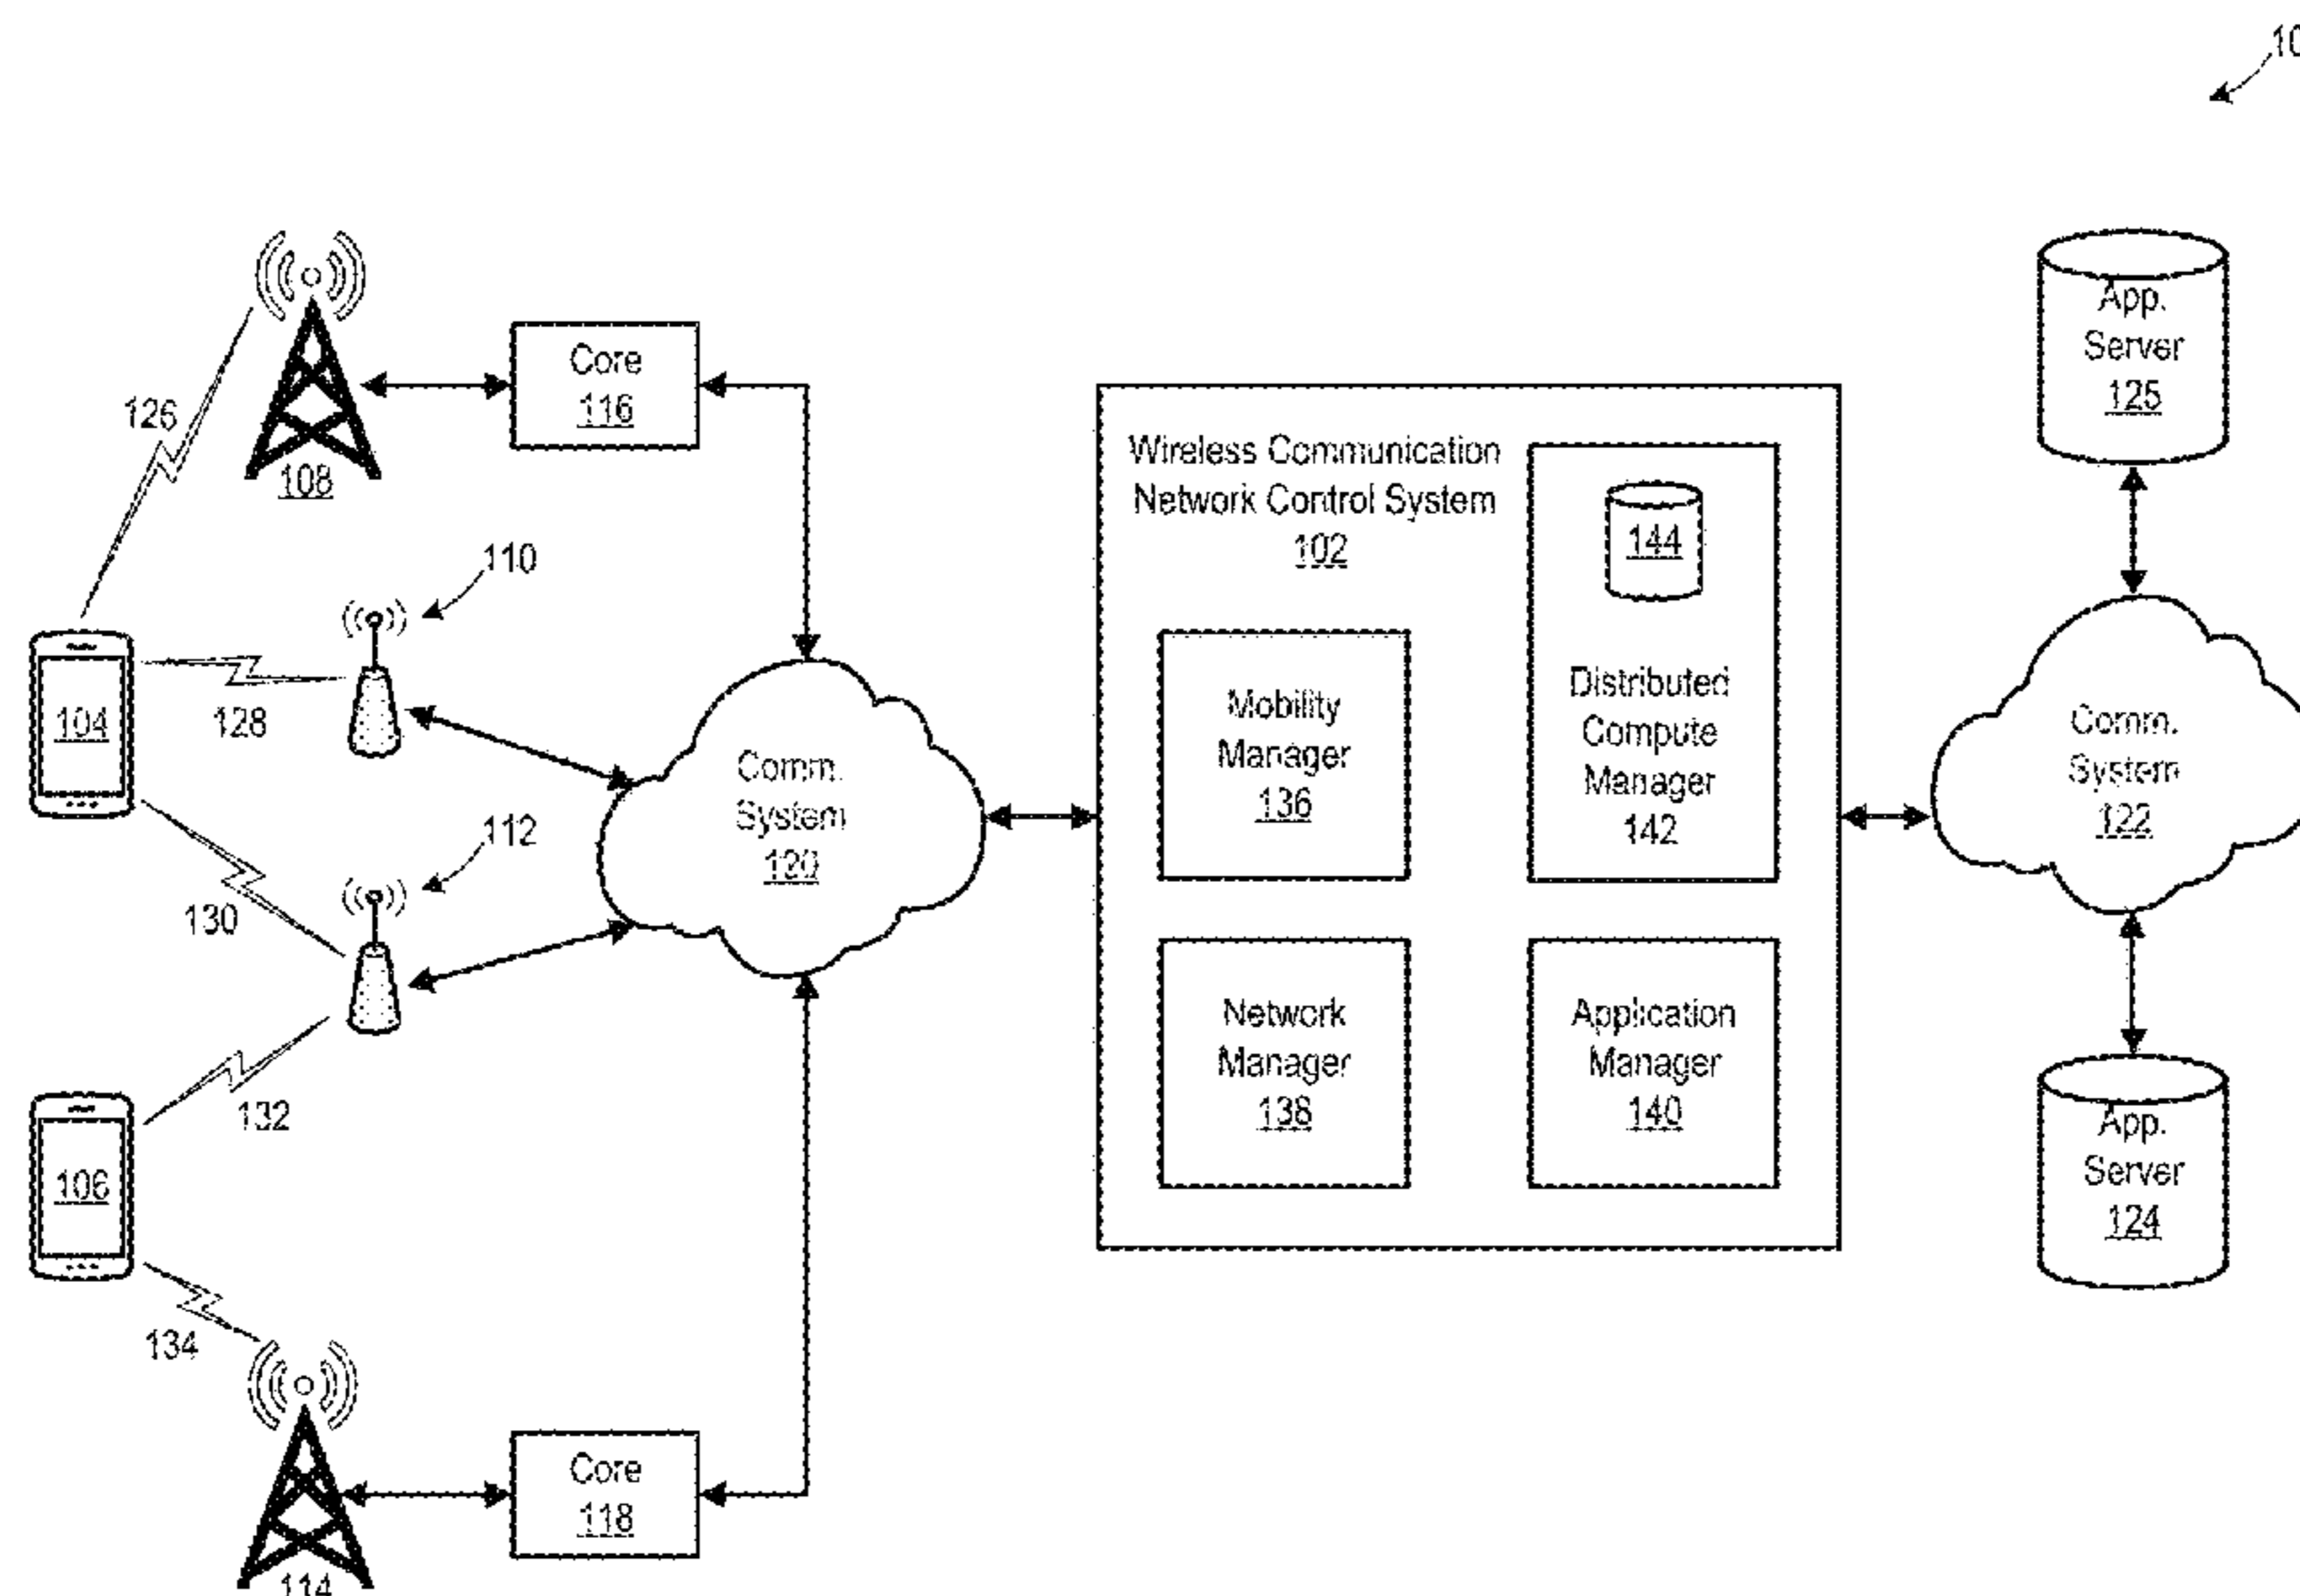 10
126
108
Core
116
110
104
128
112
130
132
106
134
114
Core
118
Comm.
System
120
Wireless Communication
Network Control System
102
144
Mobility
Manager
136
Distributed
Compute
Manager
142
Network
Manager
138
Application
Manager
140
App.
Server
125
Comm.
System
122
App.
Server
124